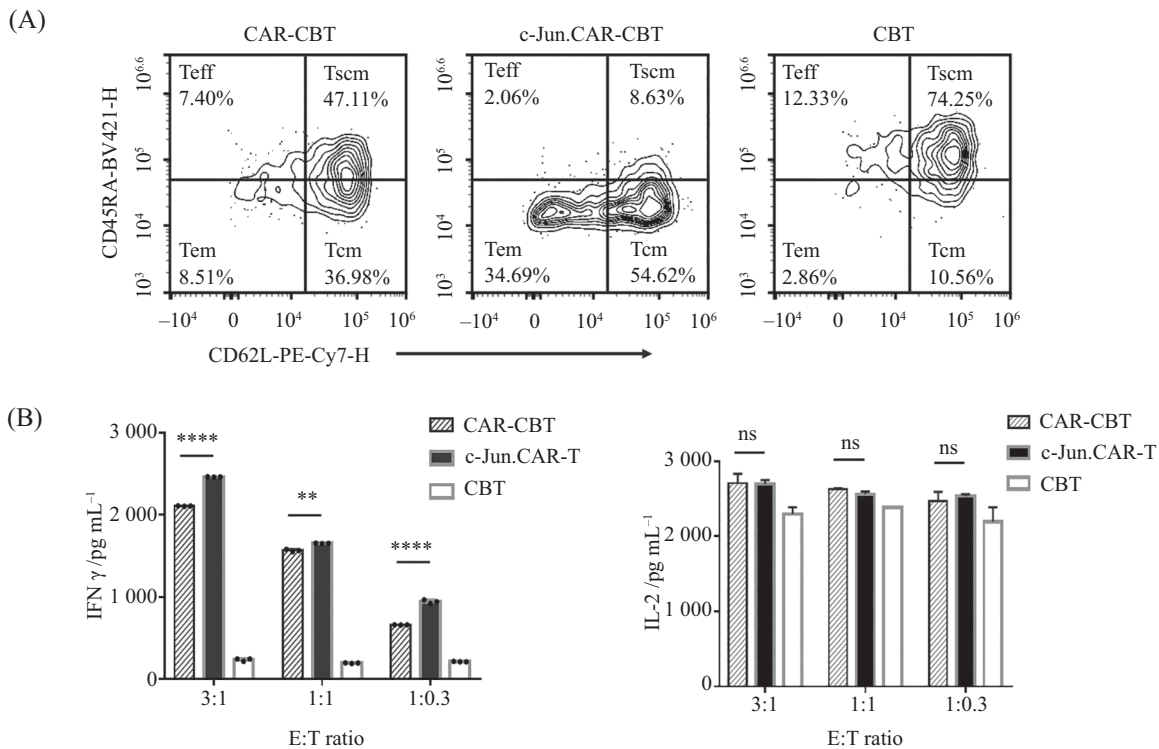 (A)
CAR-CBT
c-Jun.CAR-CBT
CBT
CD45RA-BV421-H
10^6.6
10^5
10^4
10^3
Teff
7.40%
Tscm
47.11%
Tem
8.51%
Tcm
36.98%
−10^4 0 10^4 10^5 10^6
10^6.6
10^5
10^4
10^3
Teff
2.06%
Tscm
8.63%
Tem
34.69%
Tcm
54.62%
−10^4 0 10^4 10^5 10^6
10^6.6
10^5
10^4
10^3
Teff
12.33%
Tscm
74.25%
Tem
2.86%
Tcm
10.56%
−10^4 0 10^4 10^5 10^6
CD62L-PE-Cy7-H
(B)
IFN γ /pg mL⁻¹
3 000
2 000
1 000
0
****
**
****
CAR-CBT
c-Jun.CAR-T
CBT
3:1 1:1 1:0.3
E:T ratio
IL-2 /pg mL⁻¹
3 000
2 000
1 000
0
ns
ns
ns
CAR-CBT
c-Jun.CAR-T
CBT
3:1 1:1 1:0.3
E:T ratio